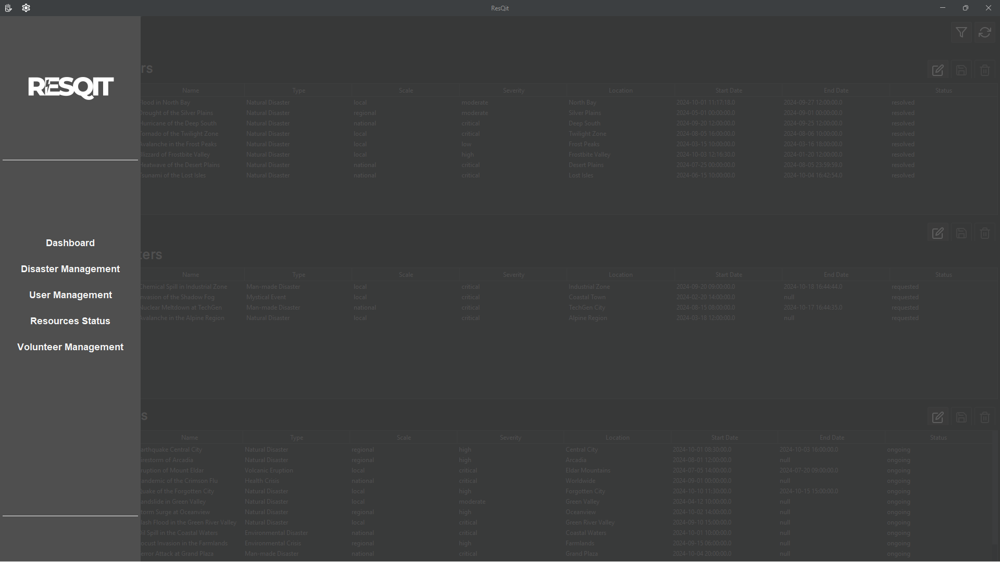 ResQit
RESQIT
Dashboard
Disaster Management
User Management
Resources Status
Volunteer Management
rs
Name Type Scale Severity Location Start Date End Date Status
lood in North Bay Natural Disaster local moderate North Bay 2024-10-01 11:17:18.0 2024-09-27 12:00:00.0 resolved
rought of the Silver Plains Natural Disaster regional moderate Silver Plains 2024-05-01 00:00:00.0 2024-09-01 00:00:00.0 resolved
Hurricane of the Deep South Natural Disaster national critical Deep South 2024-09-20 12:00:00.0 2024-09-25 12:00:00.0 resolved
Tornado of the Twilight Zone Natural Disaster local critical Twilight Zone 2024-08-05 16:00:00.0 2024-08-06 10:00:00.0 resolved
Avalanche in the Frost Peaks Natural Disaster local low Frost Peaks 2024-03-15 10:00:00.0 2024-03-16 18:00:00.0 resolved
Blizzard of Frostbite Valley Natural Disaster local high Frostbite Valley 2024-10-03 12:16:30.0 2024-01-20 12:00:00.0 resolved
Heatwave of the Desert Plains Natural Disaster national critical Desert Plains 2024-07-25 00:00:00.0 2024-08-05 23:59:59.0 resolved
Tsunami of the Lost Isles Natural Disaster national critical Lost Isles 2024-06-15 10:00:00.0 2024-10-04 16:42:54.0 resolved
ters
Name Type Scale Severity Location Start Date End Date Status
Chemical Spill in Industrial Zone Man-made Disaster local critical Industrial Zone 2024-09-20 09:00:00.0 2024-10-18 16:44:44.0 requested
nvasion of the Shadow Fog Mystical Event local critical Coastal Town 2024-02-20 14:00:00.0 null requested
Nuclear Meltdown at TechGen Man-made Disaster national critical TechGen City 2024-08-15 08:00:00.0 2024-10-17 16:44:35.0 requested
Avalanche in the Alpine Region Natural Disaster local critical Alpine Region 2024-03-18 12:00:00.0 null requested
s
Name Type Scale Severity Location Start Date End Date Status
arthquake Central City Natural Disaster regional high Central City 2024-10-01 08:30:00.0 2024-10-03 16:00:00.0 ongoing
irestorm of Arcadia Natural Disaster regional high Arcadia 2024-08-01 12:00:00.0 null ongoing
ruption of Mount Eldar Volcanic Eruption local critical Eldar Mountains 2024-07-05 14:00:00.0 2024-07-20 09:00:00.0 ongoing
andemic of the Crimson Flu Health Crisis national critical Worldwide 2024-09-01 00:00:00.0 null ongoing
Quake of the Forgotten City Natural Disaster local high Forgotten City 2024-10-10 11:30:00.0 2024-10-15 15:00:00.0 ongoing
andslide in Green Valley Natural Disaster local moderate Green Valley 2024-04-12 10:00:00.0 null ongoing
torm Surge at Oceanview Natural Disaster regional high Oceanview 2024-10-02 14:00:00.0 null ongoing
lash Flood in the Green River Valley Natural Disaster local critical Green River Valley 2024-09-10 15:00:00.0 null ongoing
il Spill in the Coastal Waters Environmental Disaster national critical Coastal Waters 2024-10-01 10:00:00.0 null ongoing
ocust Invasion in the Farmlands Environmental Crisis regional high Farmlands 2024-09-15 06:00:00.0 null ongoing
error Attack at Grand Plaza Man-made Disaster national critical Grand Plaza 2024-10-04 20:00:00.0 null ongoing